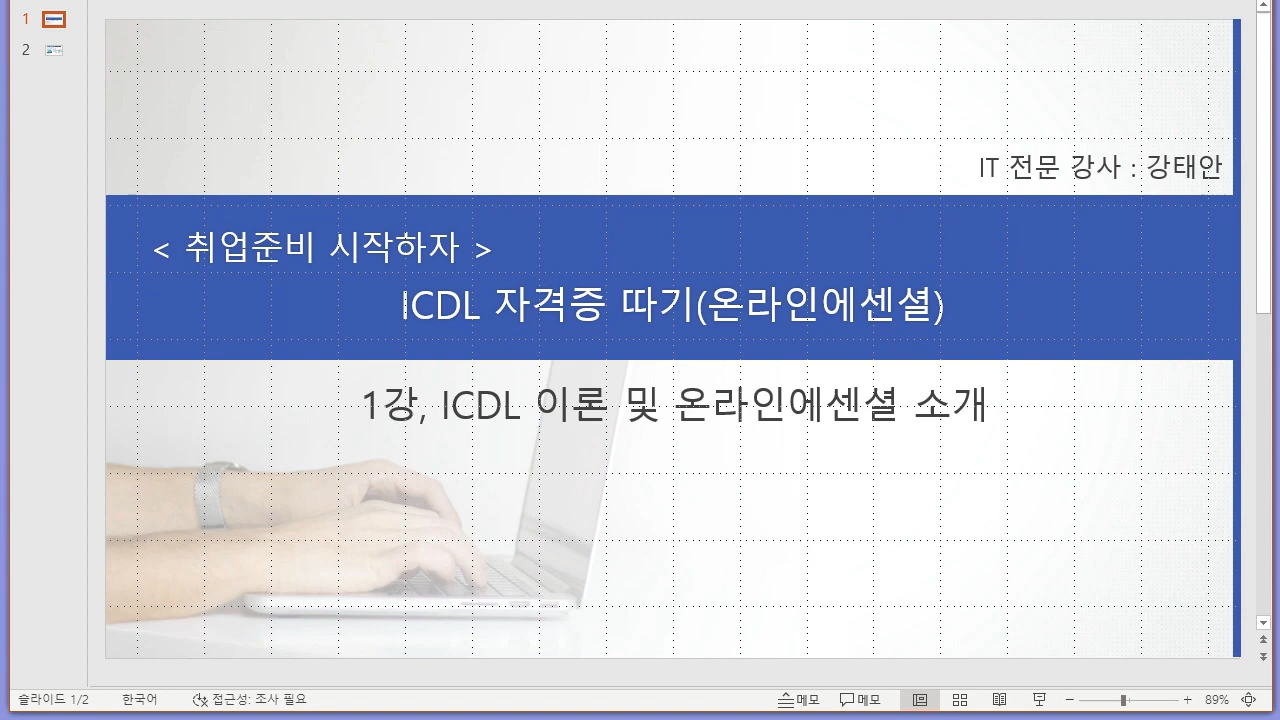 1
2
IT 전문 강사 : 강태안
< 취업준비 시작하자 >
ICDL 자격증 따기(온라인에센셜)
1강, ICDL 이론 및 온라인에센셜 소개
슬라이드 1/2 한국어 접근성: 조사 필요 메모 메모 89%